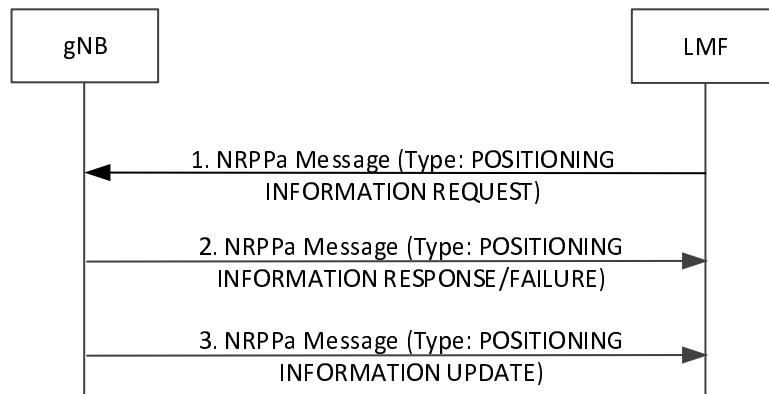 gNB
LMF
1. NRPPa Message (Type: POSITIONING
INFORMATION REQUEST)
2. NRPPa Message (Type: POSITIONING
INFORMATION RESPONSE/FAILURE)
3. NRPPa Message (Type: POSITIONING
INFORMATION UPDATE)